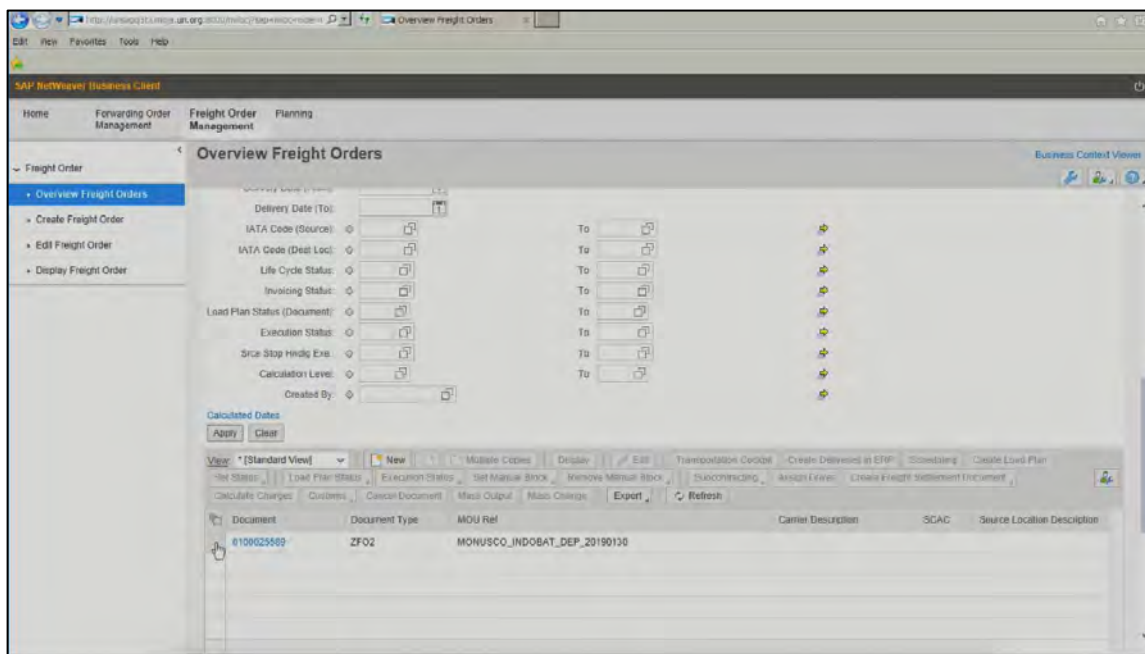 Overview Freight Orders
Edit View Favorites Tools Help
SAP NetWeaver Business Client
Home Forwarding Order Management Freight Order Management Planning
Overview Freight Orders Business Context Viewer
Freight Order
Overview Freight Orders
Create Freight Order
Edit Freight Order
Display Freight Order
Delivery Date (To):
IATA Code (Source): To
IATA Code (Dest Loc): To
Life Cycle Status: To
Invoicing Status: To
Load Plan Status (Document): To
Execution Status: To
Srce Stop Hndlg Exe: To
Calculation Level: To
Created By:
Calculated Dates
Apply Clear
View: * [Standard View] New Multiple Copies Display Edit Transportation Cockpit Create Deliveries in ERP Scheduling Create Load Plan
Set Status Load Plan Status Execution Status Set Manual Block Remove Manual Block Subcontracting Assign Driver Create Freight Settlement Document
Calculate Charges Customs Cancel Document Mass Output Mass Change Export Refresh
Document Document Type MOU Ref Carrier Description SCAC Source Location Description
6100025589 ZFO2 MONUSCO_INDOBAT_DEP_20190130